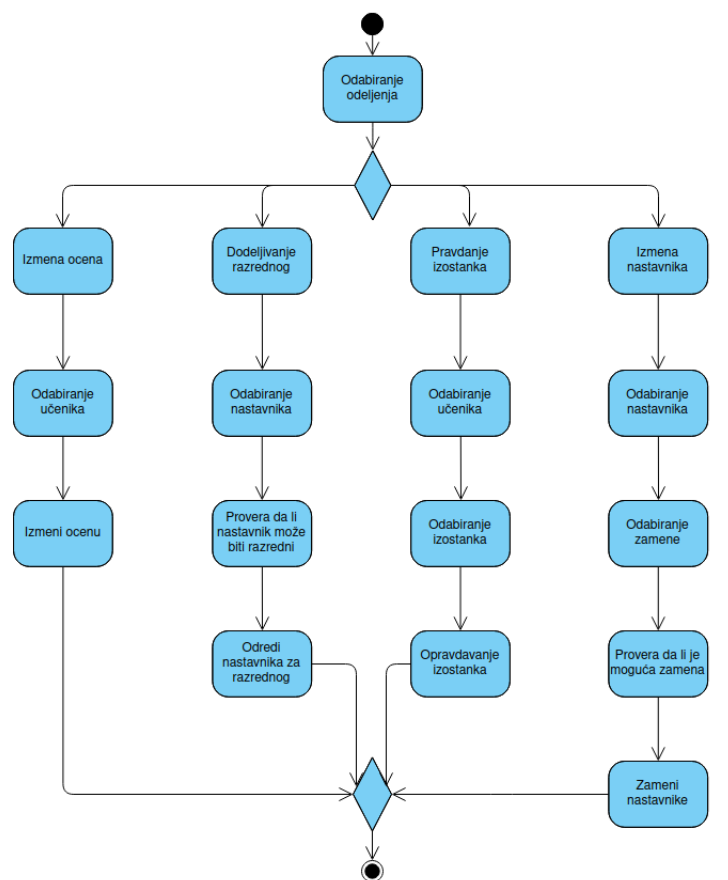 Odabiranje
odeljenja
Izmena ocena
Dodeljivanje
razrednog
Pravdanje
izostanka
Izmena
nastavnika
Odabiranje
učenika
Odabiranje
nastavnika
Odabiranje
učenika
Odabiranje
nastavnika
Izmeni ocenu
Provera da li
nastavnik može
biti razredni
Odabiranje
izostanka
Odabiranje
zamene
Odredi
nastavnika za
razrednog
Opravdavanje
izostanka
Provera da li je
moguća zamena
Zameni
nastavnike